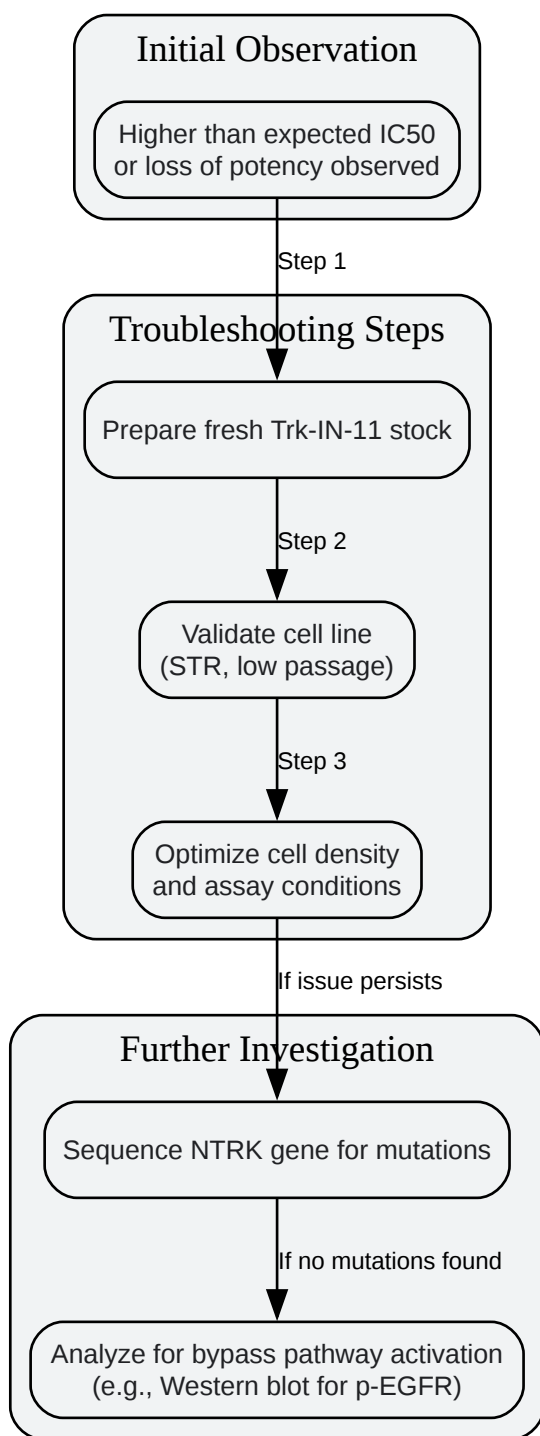 Initial Observation
Higher than expected IC50
or loss of potency observed
Step 1
Troubleshooting Steps
Prepare fresh Trk-IN-11 stock
Step 2
Validate cell line
(STR, low passage)
Step 3
Optimize cell density
and assay conditions
If issue persists
Further Investigation
Sequence NTRK gene for mutations
If no mutations found
Analyze for bypass pathway activation
(e.g., Western blot for p-EGFR)